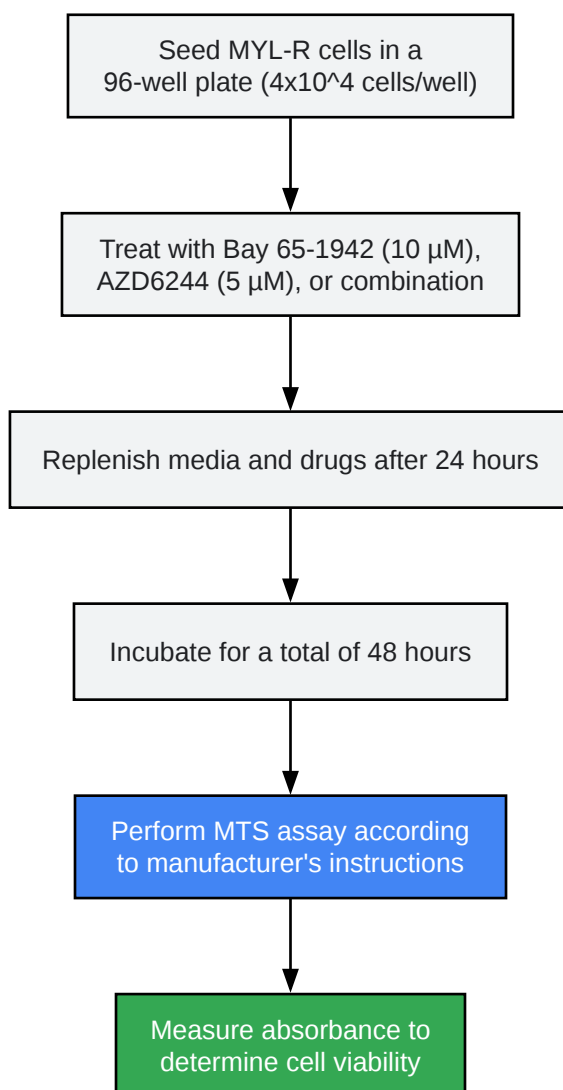 Seed MYL-R cells in a
96-well plate (4x10^4 cells/well)
Treat with Bay 65-1942 (10 µM),
AZD6244 (5 µM), or combination
Replenish media and drugs after 24 hours
Incubate for a total of 48 hours
Perform MTS assay according
to manufacturer's instructions
Measure absorbance to
determine cell viability